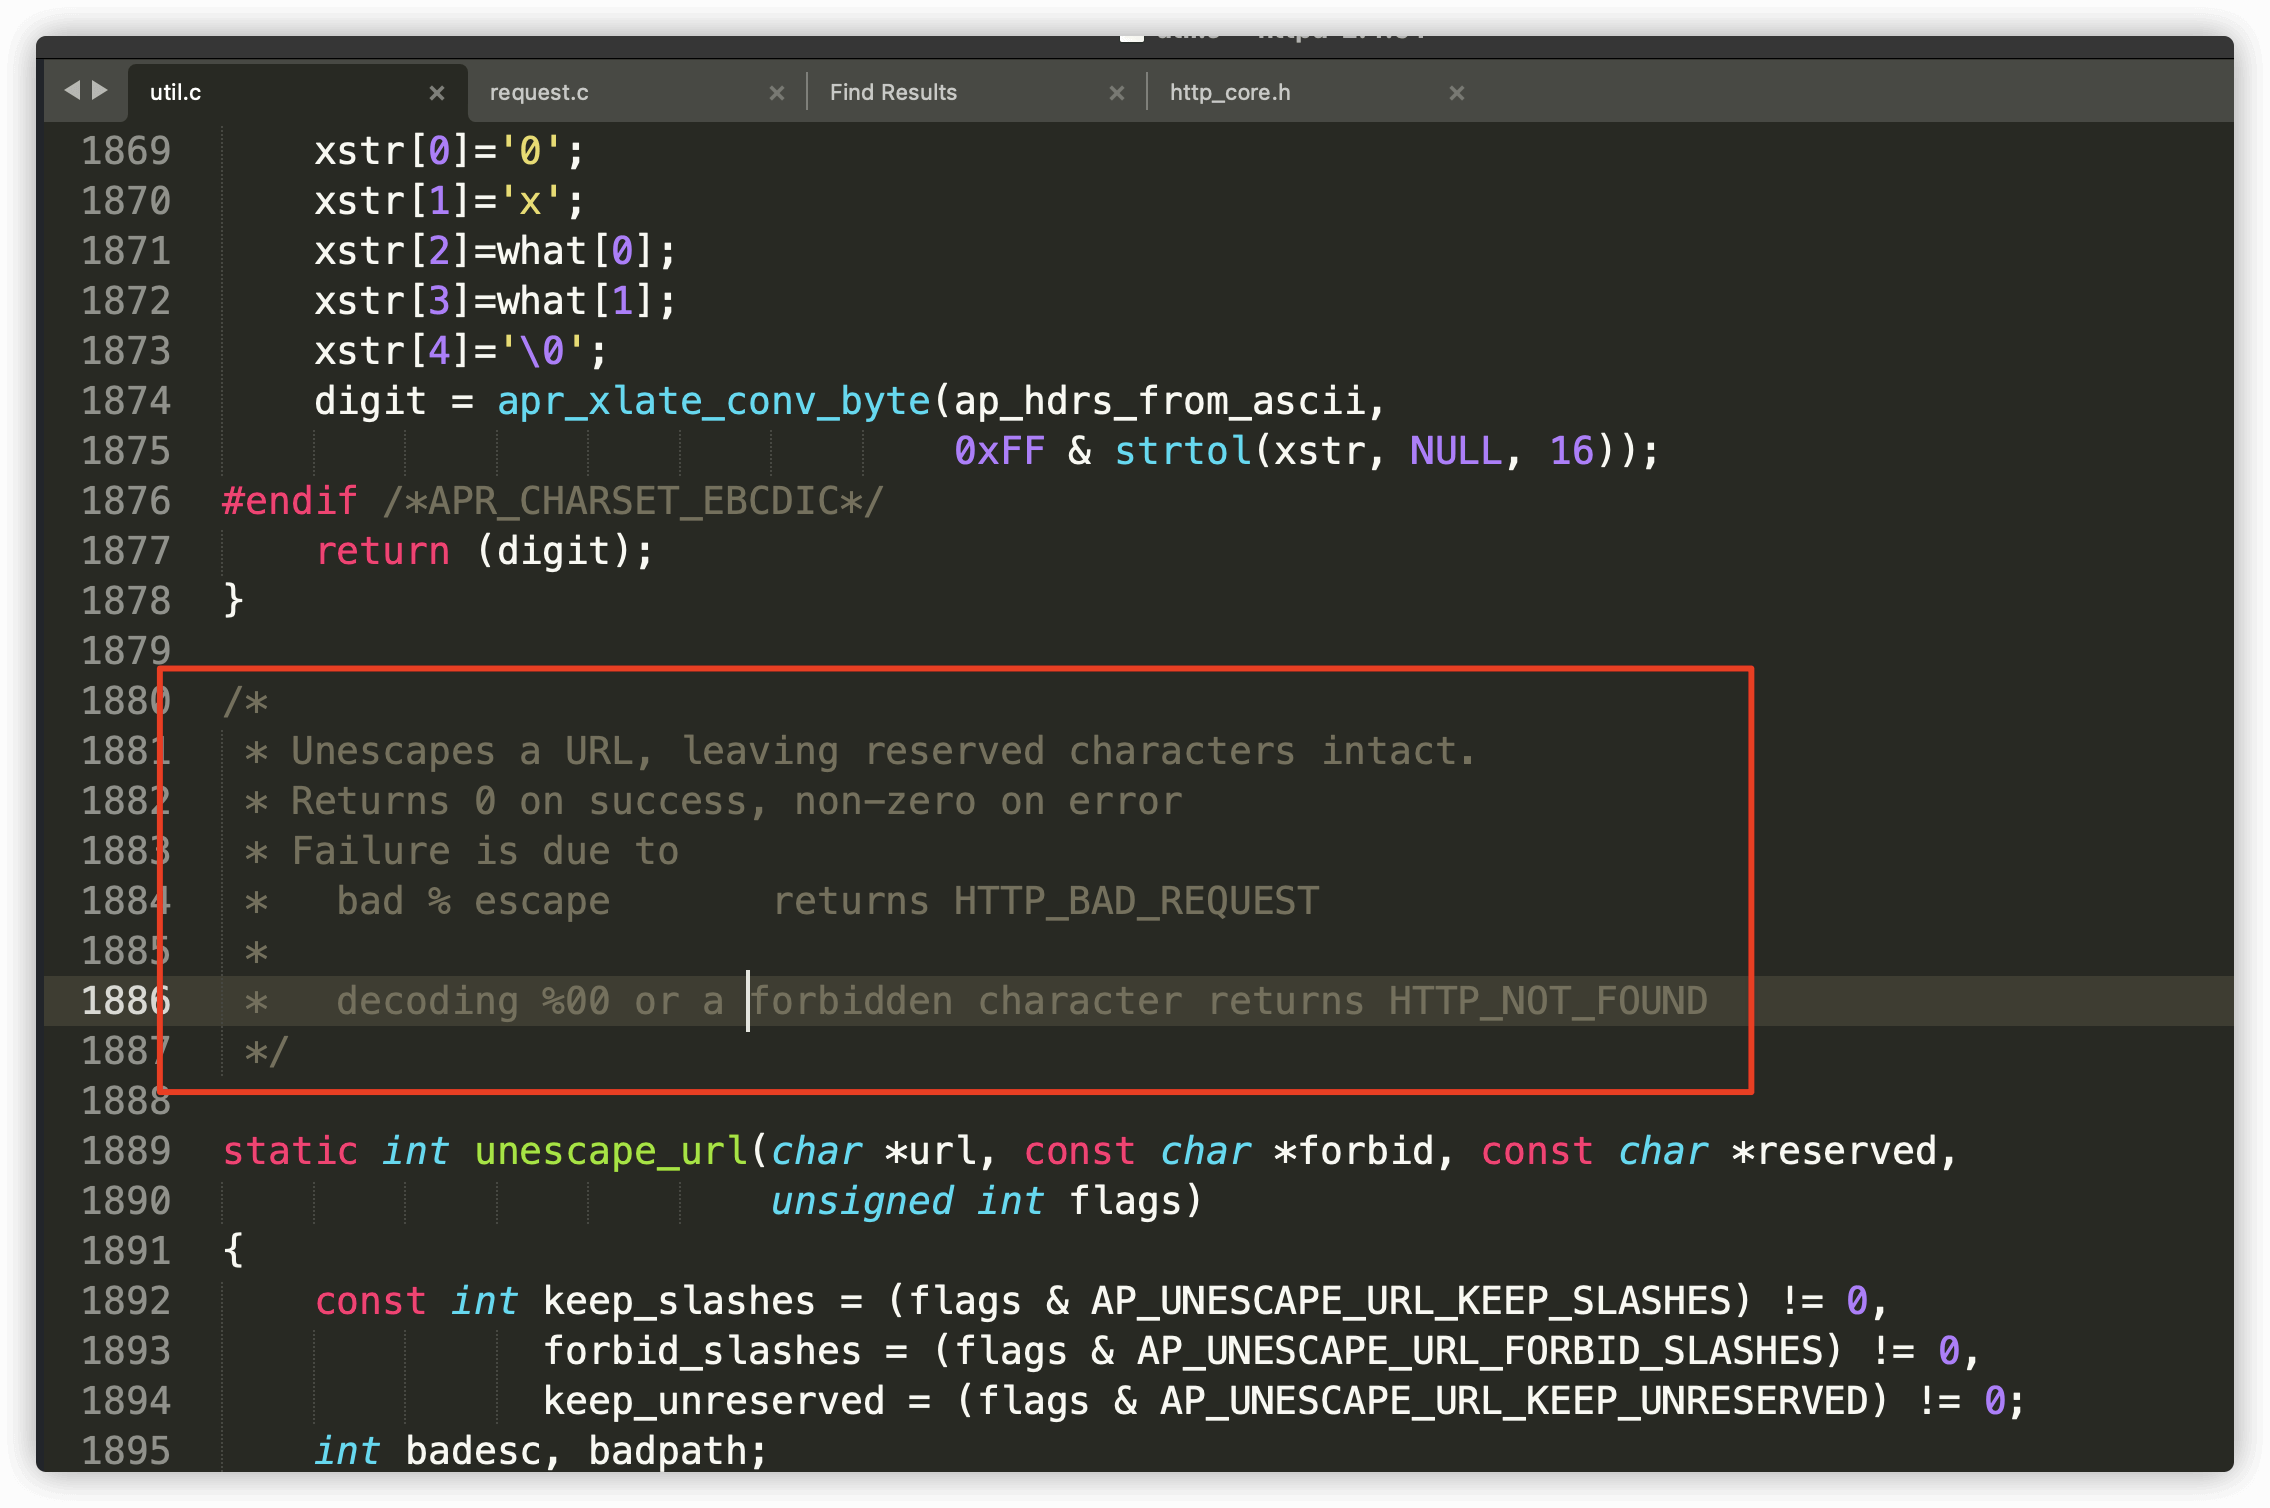 util.c
request.c
Find Results
http_core.h
1869 xstr[0]='0';
1870 xstr[1]='x';
1871 xstr[2]=what[0];
1872 xstr[3]=what[1];
1873 xstr[4]='\0';
1874 digit = apr_xlate_conv_byte(ap_hdrs_from_ascii,
1875 0xFF & strtol(xstr, NULL, 16));
1876 #endif /*APR_CHARSET_EBCDIC*/
1877 return (digit);
1878 }
1879
1880 /*
1881 * Unescapes a URL, leaving reserved characters intact.
1882 * Returns 0 on success, non-zero on error
1883 * Failure is due to
1884 *   bad % escape       returns HTTP_BAD_REQUEST
1885 *
1886 *   decoding %00 or a forbidden character returns HTTP_NOT_FOUND
1887 */
1888
1889 static int unescape_url(char *url, const char *forbid, const char *reserved,
1890 unsigned int flags)
1891 {
1892 const int keep_slashes = (flags & AP_UNESCAPE_URL_KEEP_SLASHES) != 0,
1893 forbid_slashes = (flags & AP_UNESCAPE_URL_FORBID_SLASHES) != 0,
1894 keep_unreserved = (flags & AP_UNESCAPE_URL_KEEP_UNRESERVED) != 0;
1895 int badesc, badpath;